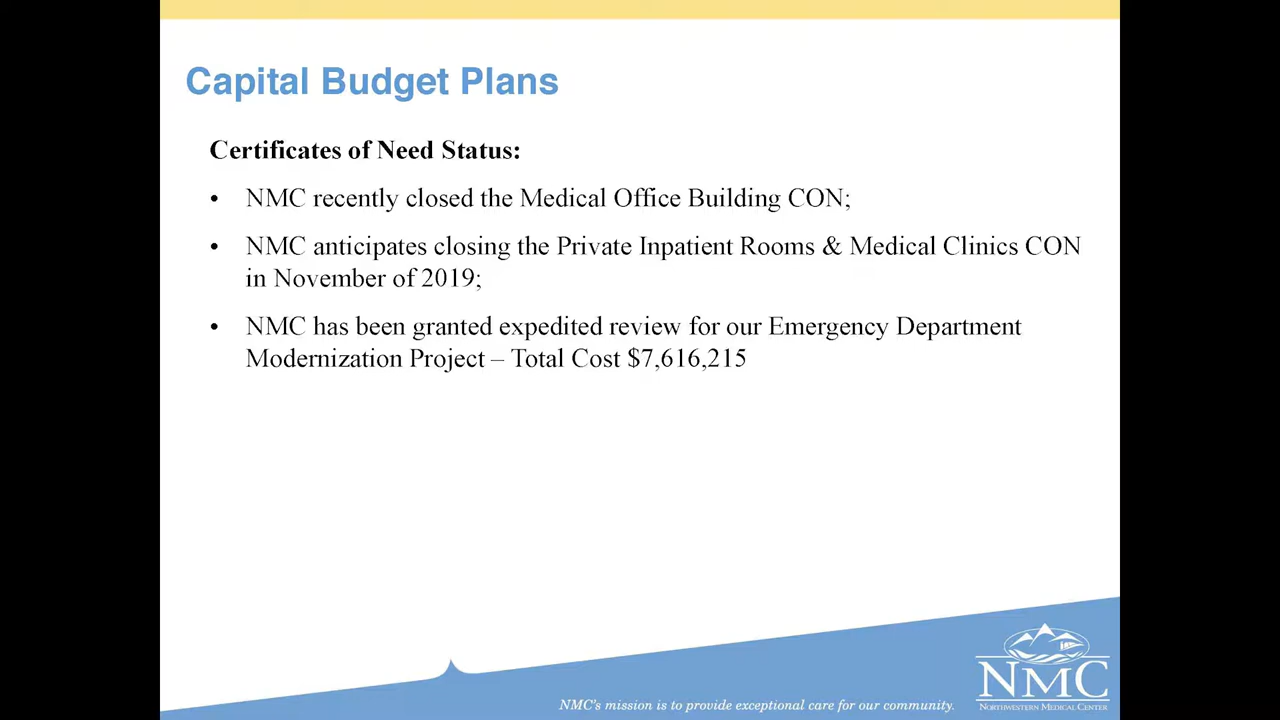 Capital Budget Plans
Certificates of Need Status:
• NMC recently closed the Medical Office Building CON;
• NMC anticipates closing the Private Inpatient Rooms & Medical Clinics CON
in November of 2019;
• NMC has been granted expedited review for our Emergency Department
Modernization Project – Total Cost $7,616,215
NMC's mission is to provide exceptional care for our community.
NMC
NORTHWESTERN MEDICAL CENTER